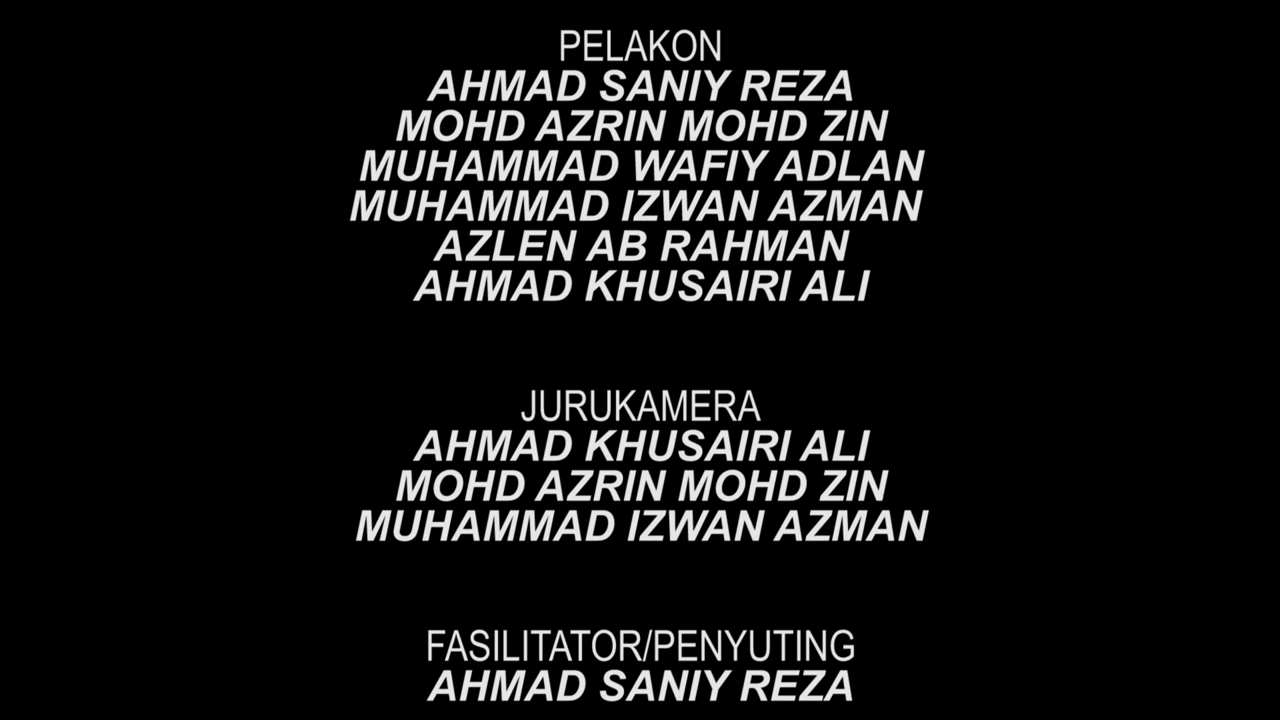 PELAKON
AHMAD SANIY REZA
MOHD AZRIN MOHD ZIN
MUHAMMAD WAFIY ADLAN
MUHAMMAD IZWAN AZMAN
AZLEN AB RAHMAN
AHMAD KHUSAIRI ALI
JURUKAMERA
AHMAD KHUSAIRI ALI
MOHD AZRIN MOHD ZIN
MUHAMMAD IZWAN AZMAN
FASILITATOR/PENYUTING
AHMAD SANIY REZA